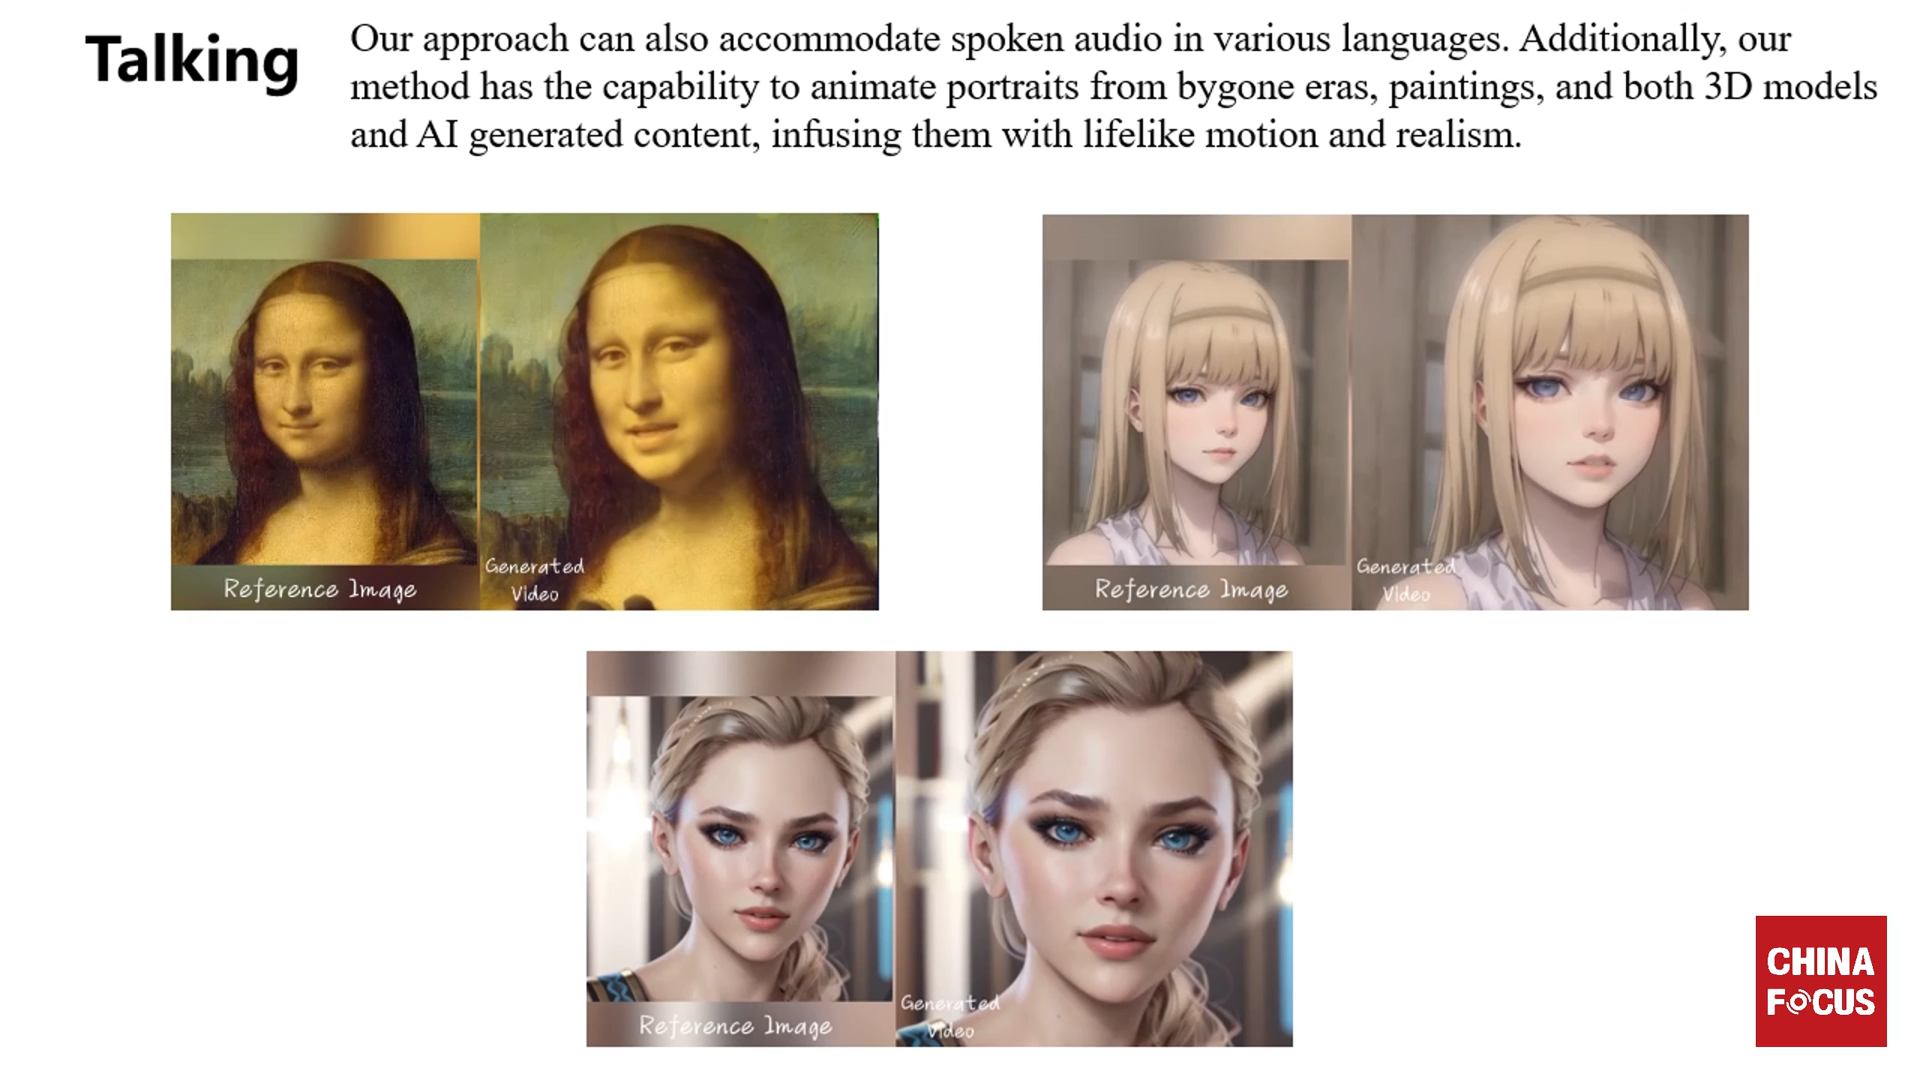 Talking
Our approach can also accommodate spoken audio in various languages. Additionally, our
method has the capability to animate portraits from bygone eras, paintings, and both 3D models
and AI generated content, infusing them with lifelike motion and realism.
Reference Image
Generated
Video
Reference Image
Generated
Video
Reference Image
Generated
Video
CHINA
FOCUS